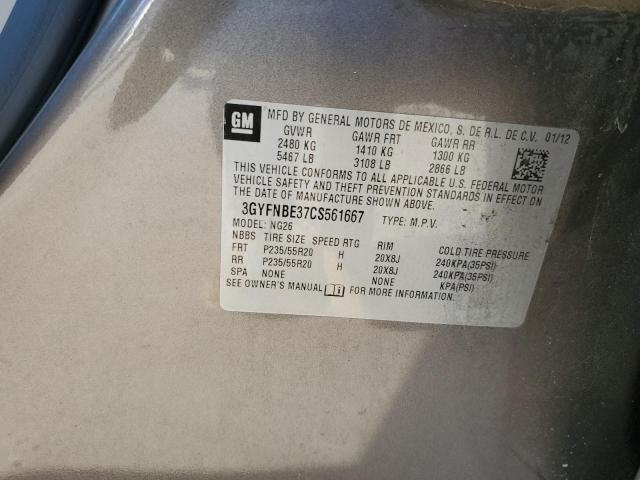 GM
MFD BY GENERAL MOTORS DE MEXICO, S. DE R.L. DE C.V. 01/12
GVWR GAWR FRT GAWR RR
2480 KG 1410 KG 1300 KG
5467 LB 3108 LB 2866 LB
THIS VEHICLE CONFORMS TO ALL APPLICABLE U.S. FEDERAL MOTOR
VEHICLE SAFETY AND THEFT PREVENTION STANDARDS IN EFFECT ON
THE DATE OF MANUFACTURE SHOWN ABOVE.
3GYFNBE37CS561667 TYPE: M.P.V.
MODEL: NG26
NBBS TIRE SIZE SPEED RTG RIM COLD TIRE PRESSURE
FRT P235/55R20 H 20X8J 240KPA(35PSI)
RR P235/55R20 H 20X8J 240KPA(35PSI)
SPA NONE NONE KPA(PSI)
SEE OWNER'S MANUAL FOR MORE INFORMATION.